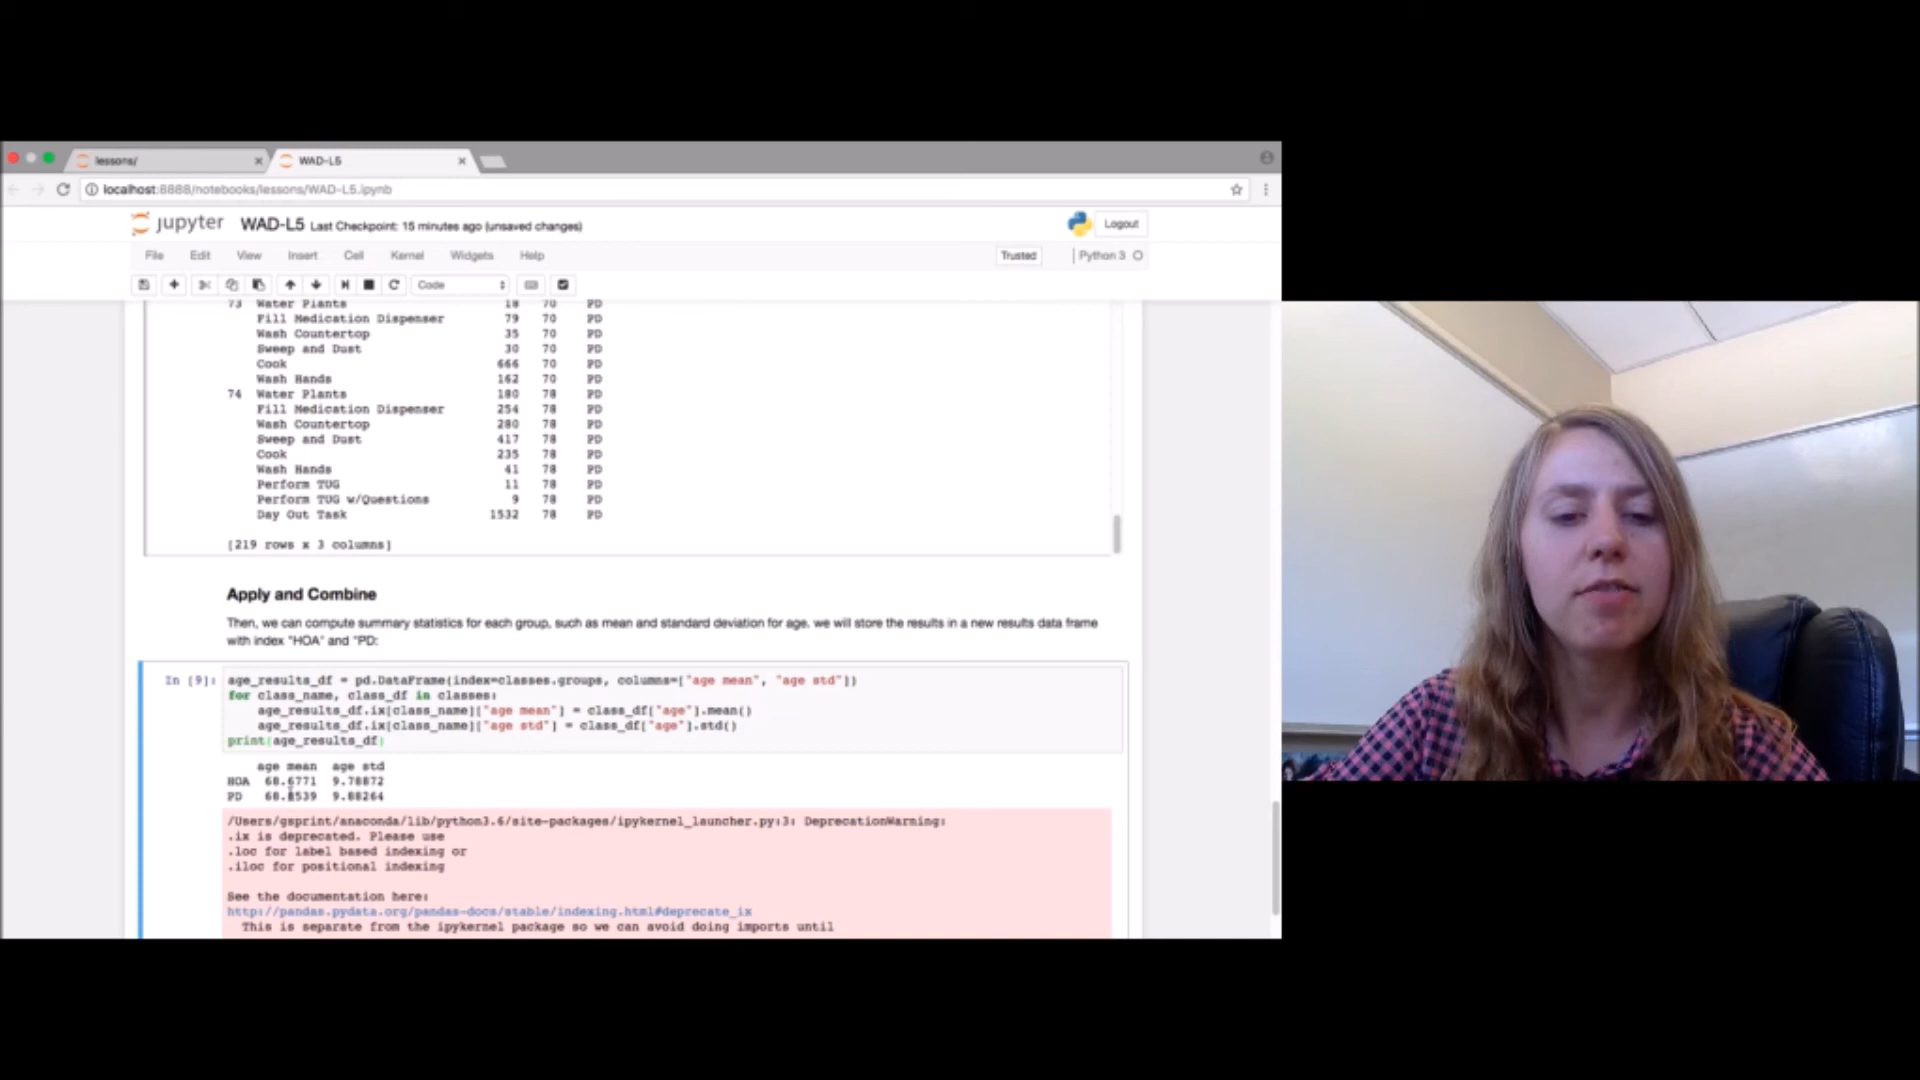 lessons/
WAD-L5
localhost:8888/notebooks/lessons/WAD-L5.ipynb
jupyter WAD-L5 Last Checkpoint: 15 minutes ago (unsaved changes) Logout
File Edit View Insert Cell Kernel Widgets Help Trusted Python 3
Code
73 Water Plants 18 70 PD
Fill Medication Dispenser 79 70 PD
Wash Countertop 35 70 PD
Sweep and Dust 30 70 PD
Cook 666 70 PD
Wash Hands 162 70 PD
74 Water Plants 180 78 PD
Fill Medication Dispenser 254 78 PD
Wash Countertop 280 78 PD
Sweep and Dust 417 78 PD
Cook 235 78 PD
Wash Hands 41 78 PD
Perform TUG 11 78 PD
Perform TUG w/Questions 9 78 PD
Day Out Task 1532 78 PD
[219 rows x 3 columns]
Apply and Combine
Then, we can compute summary statistics for each group, such as mean and standard deviation for age. we will store the results in a new results data frame
with index "HOA" and "PD:
In [9]: age_results_df = pd.DataFrame(index=classes.groups, columns=["age mean", "age std"])
for class_name, class_df in classes:
age_results_df.ix[class_name]["age mean"] = class_df["age"].mean()
age_results_df.ix[class_name]["age std"] = class_df["age"].std()
print(age_results_df)
age mean age std
HOA 68.6771 9.78872
PD 9.88264
/Users/gsprint/anaconda/lib/python3.6/site-packages/ipykernel_launcher.py:3: DeprecationWarning:
.ix is deprecated. Please use
.loc for label based indexing or
.iloc for positional indexing
See the documentation here:
http://pandas.pydata.org/pandas-docs/stable/indexing.html#deprecate_ix
This is separate from the ipykernel package so we can avoid doing imports until